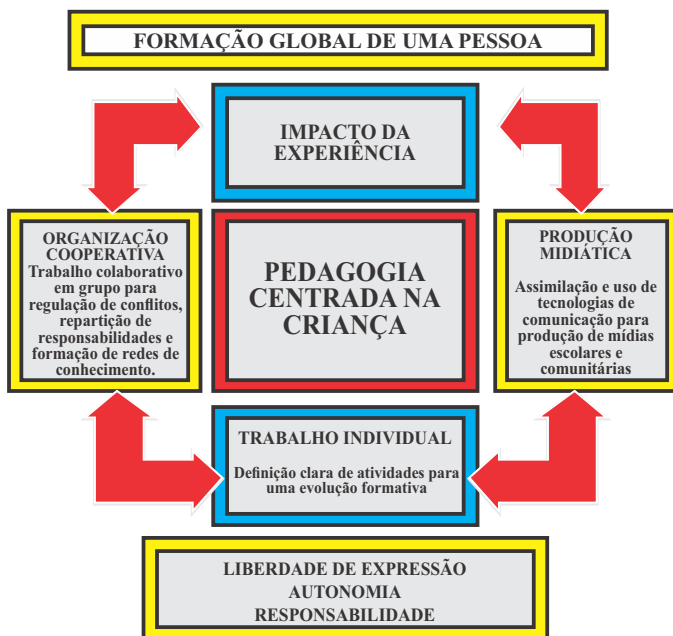 FORMAÇÃO GLOBAL DE UMA PESSOA
IMPACTO DA
EXPERIÊNCIA
ORGANIZAÇÃO
COOPERATIVA
Trabalho colaborativo
em grupo para
regulação de conflitos,
repartição de
responsabilidades e
formação de redes de
conhecimento.
PEDAGOGIA
CENTRADA NA
CRIANÇA
PRODUÇÃO
MIDIÁTICA
Assimilação e uso de
tecnologias de
comunicação para
produção de mídias
escolares e
comunitárias
TRABALHO INDIVIDUAL
Definição clara de atividades para
uma evolução formativa
LIBERDADE DE EXPRESSÃO
AUTONOMIA
RESPONSABILIDADE